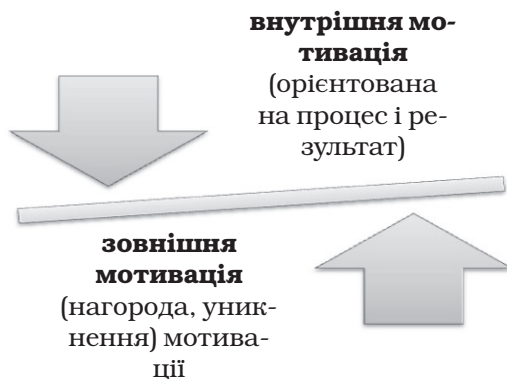 внутрішня мо-
тивація
(орієнтована
на процес і ре-
зультат)
зовнішня
мотивація
(нагорода, уник-
нення) мотива-
ції